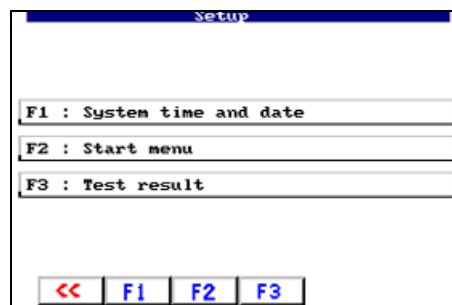 Setup
F1 : System time and date
F2 : Start menu
F3 : Test result
<< F1 F2 F3